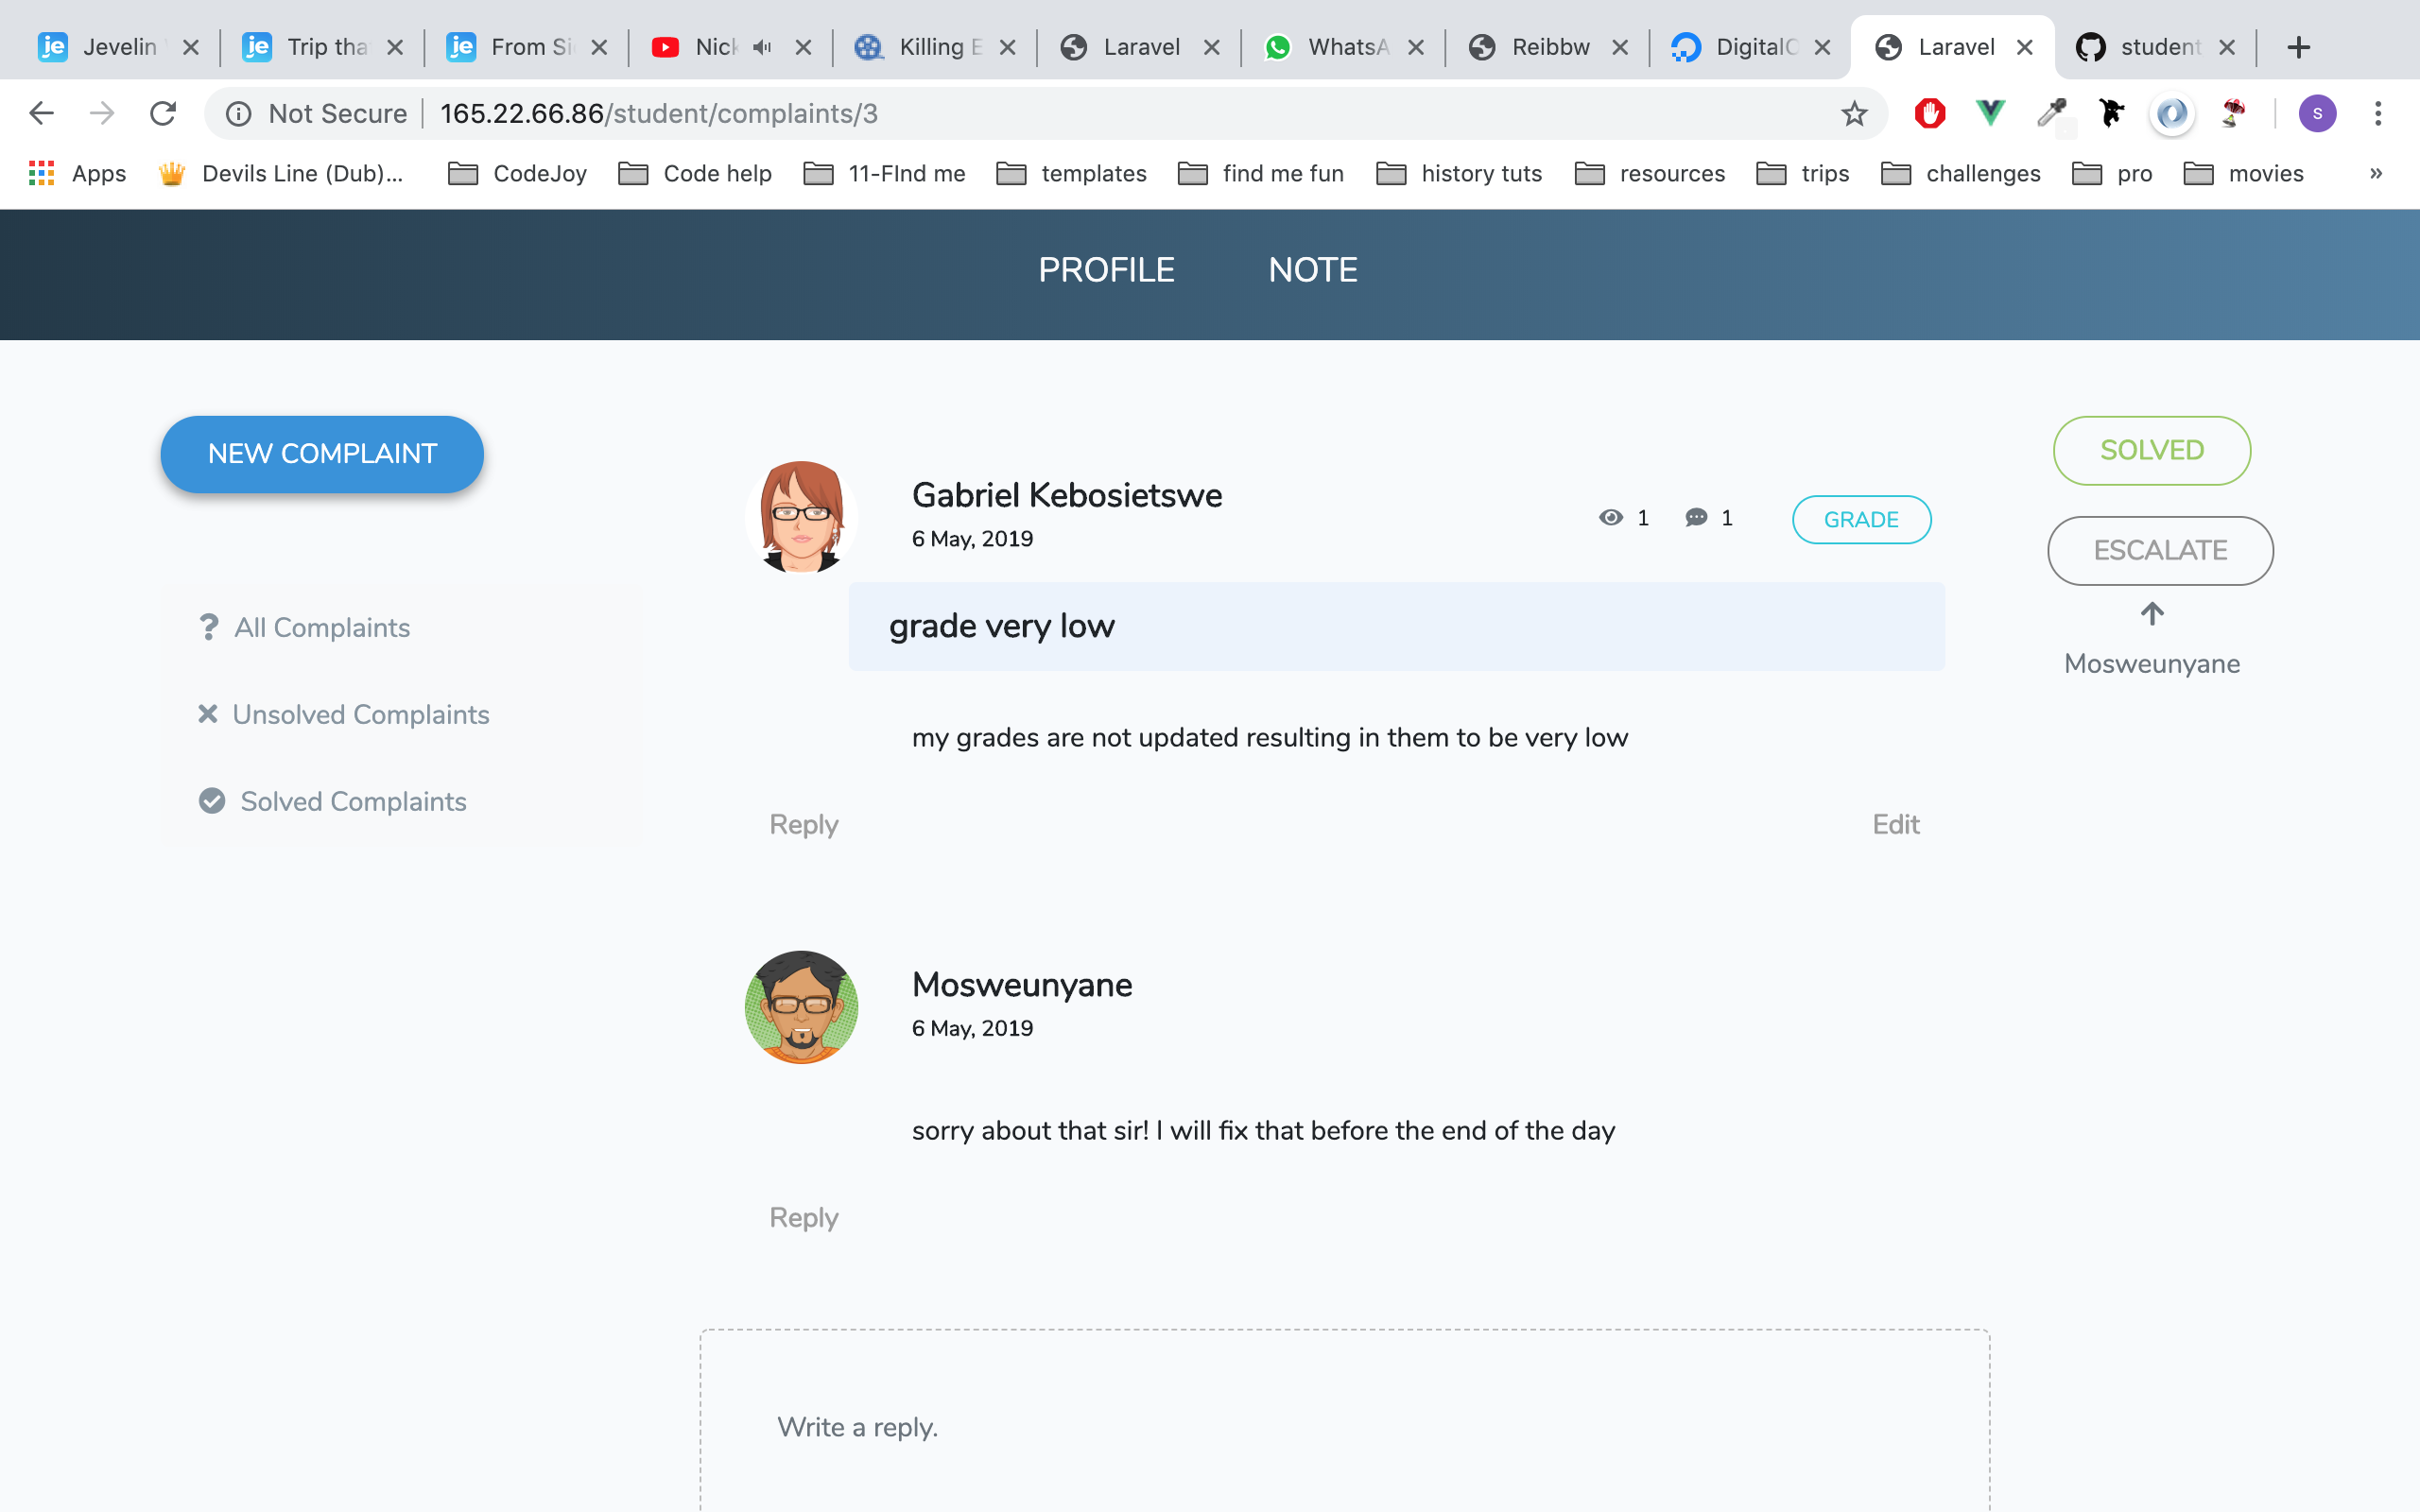 Jevelin
Trip tha
From Si
Nick
Killing E
Laravel
WhatsA
Reibbw
DigitalO
Laravel
student
Not Secure
165.22.66.86/student/complaints/3
S
Apps
Devils Line (Dub)...
CodeJoy
Code help
11-FInd me
templates
find me fun
history tuts
resources
trips
challenges
pro
movies
»
PROFILE
NOTE
NEW COMPLAINT
All Complaints
Unsolved Complaints
Solved Complaints
Gabriel Kebosietswe
6 May, 2019
1
1
GRADE
grade very low
my grades are not updated resulting in them to be very low
Reply
Edit
SOLVED
ESCALATE
Mosweunyane
Mosweunyane
6 May, 2019
sorry about that sir! I will fix that before the end of the day
Reply
Write a reply.